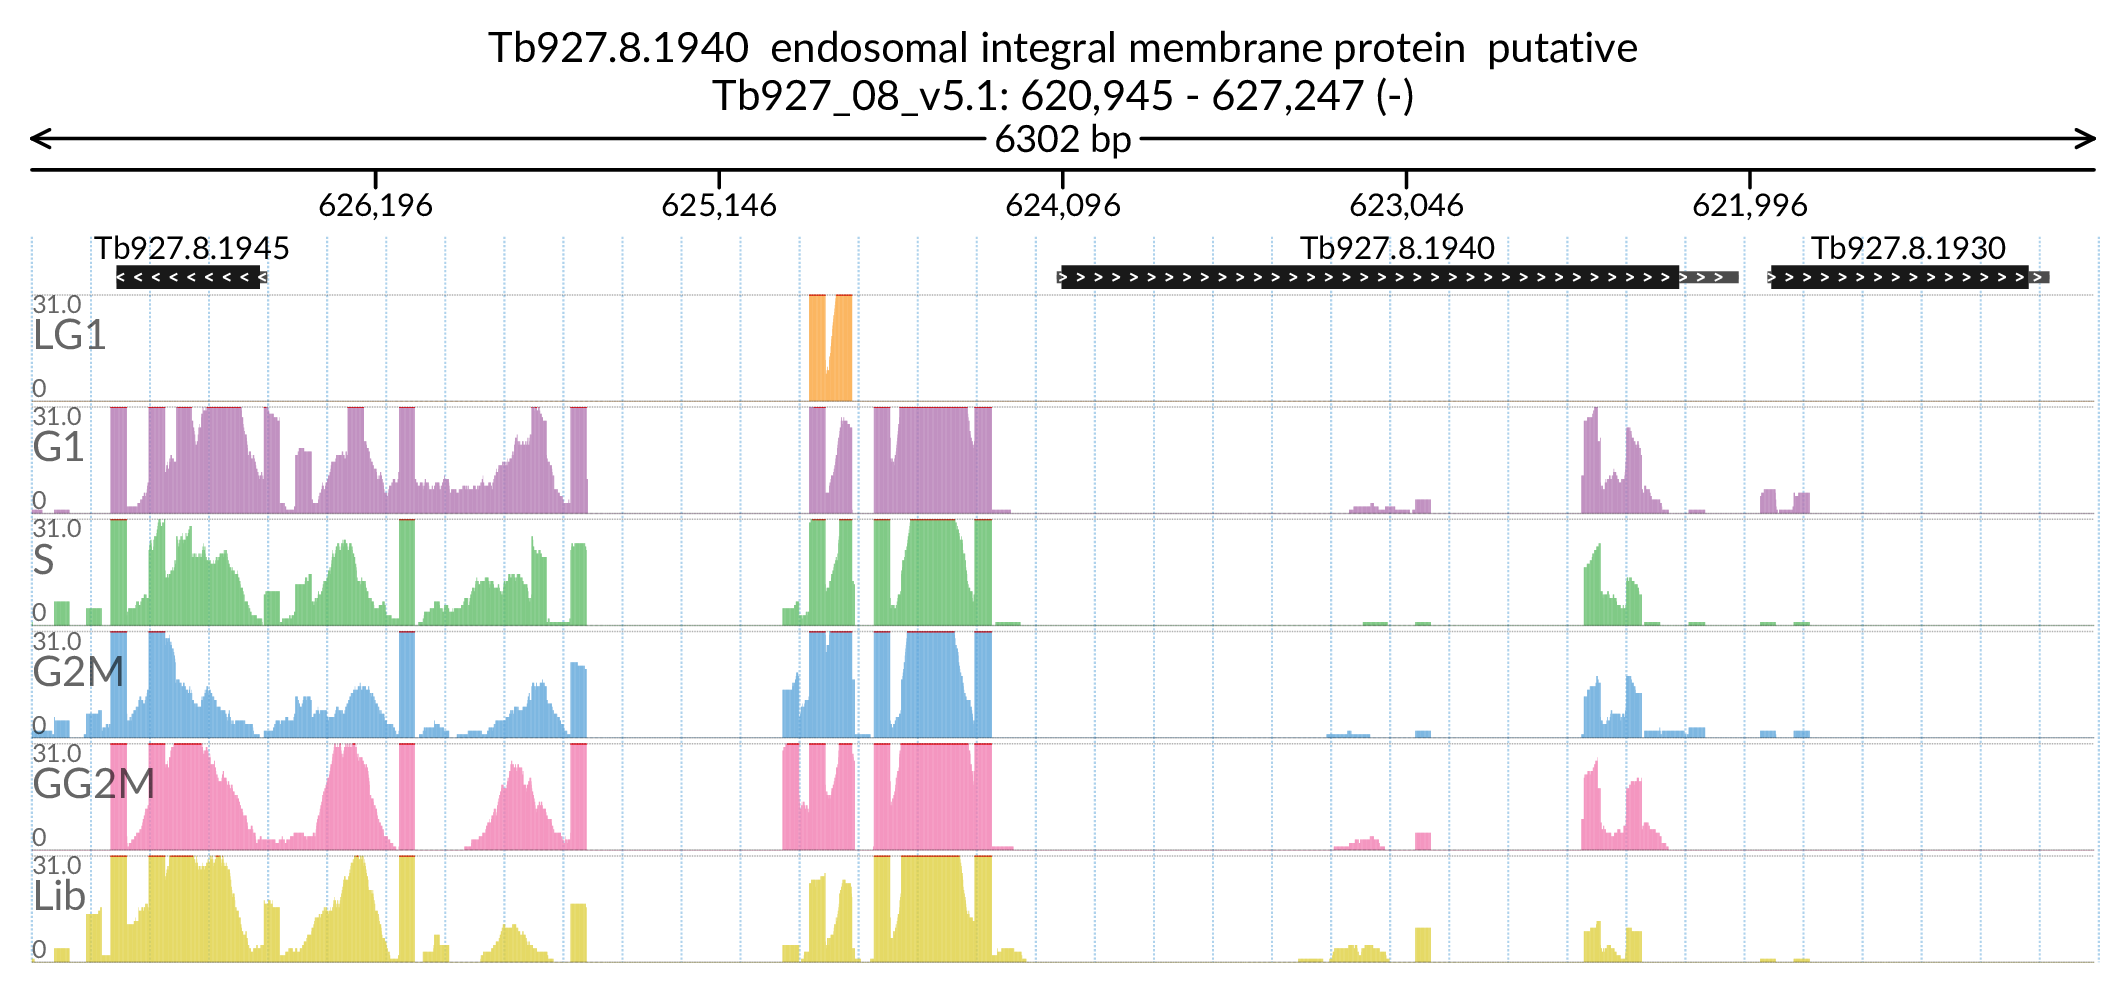 Tb927.8.1940  endosomal integral membrane protein  putative
Tb927_08_v5.1: 620,945 - 627,247 (-)
6302 bp
626,196 625,146 624,096 623,046 621,996
Tb927.8.1945 Tb927.8.1940 Tb927.8.1930
31.0
LG1
0
31.0
G1
0
31.0
S
0
31.0
G2M
0
31.0
GG2M
0
31.0
Lib
0